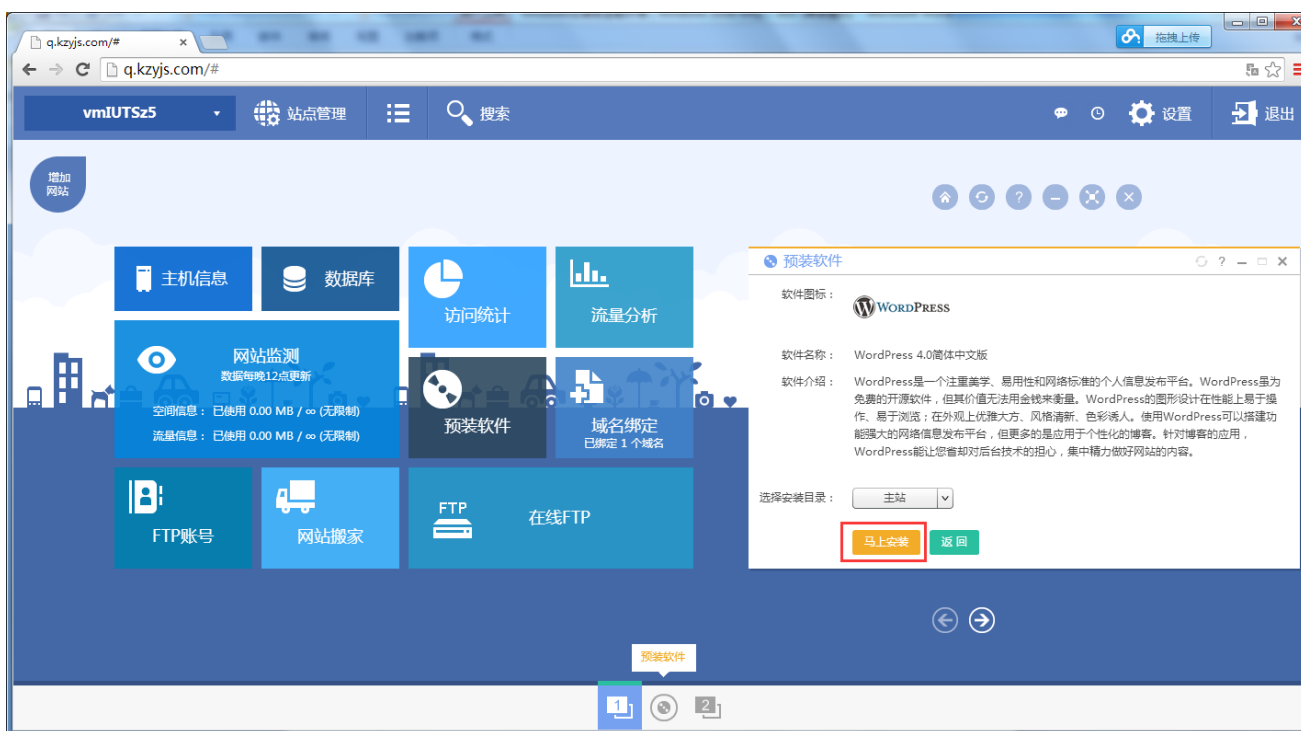 q.kzyjs.com/#
拖拽上传
q.kzyjs.com/#
vmIUTSz5
站点管理
搜索
设置
退出
增加
网站
主机信息
数据库
访问统计
流量分析
网站监测
数据每晚12点更新
空间信息： 已使用 0.00 MB / ∞ (无限制)
流量信息： 已使用 0.00 MB / ∞ (无限制)
预装软件
域名绑定
已绑定 1 个域名
FTP账号
网站搬家
FTP
在线FTP
预装软件
软件图标：
WORDPRESS
软件名称： WordPress 4.0简体中文版
软件介绍： WordPress是一个注重美学、易用性和网络标准的个人信息发布平台。WordPress虽为
免费的开源软件，但其价值无法用金钱来衡量。WordPress的图形设计在性能上易于操
作、易于浏览；在外观上优雅大方、风格清新、色彩诱人。使用WordPress可以搭建功
能强大的网络信息发布平台，但更多的是应用于个性化的博客。针对博客的应用，
WordPress能让您省却对后台技术的担心，集中精力做好网站的内容。
选择安装目录： 主站
马上安装
返 回
预装软件
1
2